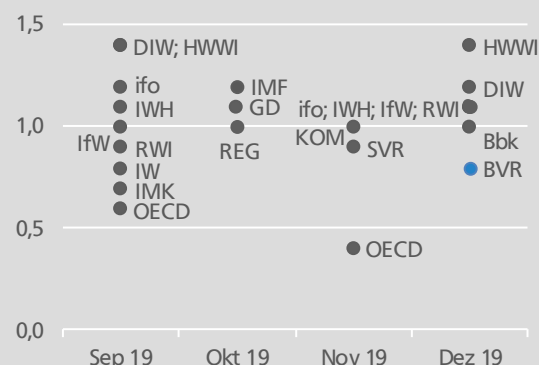 1,5
DIW; HWWI
HWWI
ifo
IMF
DIW
IWH
GD
ifo; IWH; IfW; RWI
1,0
IfW
REG
KOM
Bbk
RWI
SVR
IW
BVR
IMK
OECD
0,5
OECD
0,0
Sep 19 Okt 19 Nov 19 Dez 19